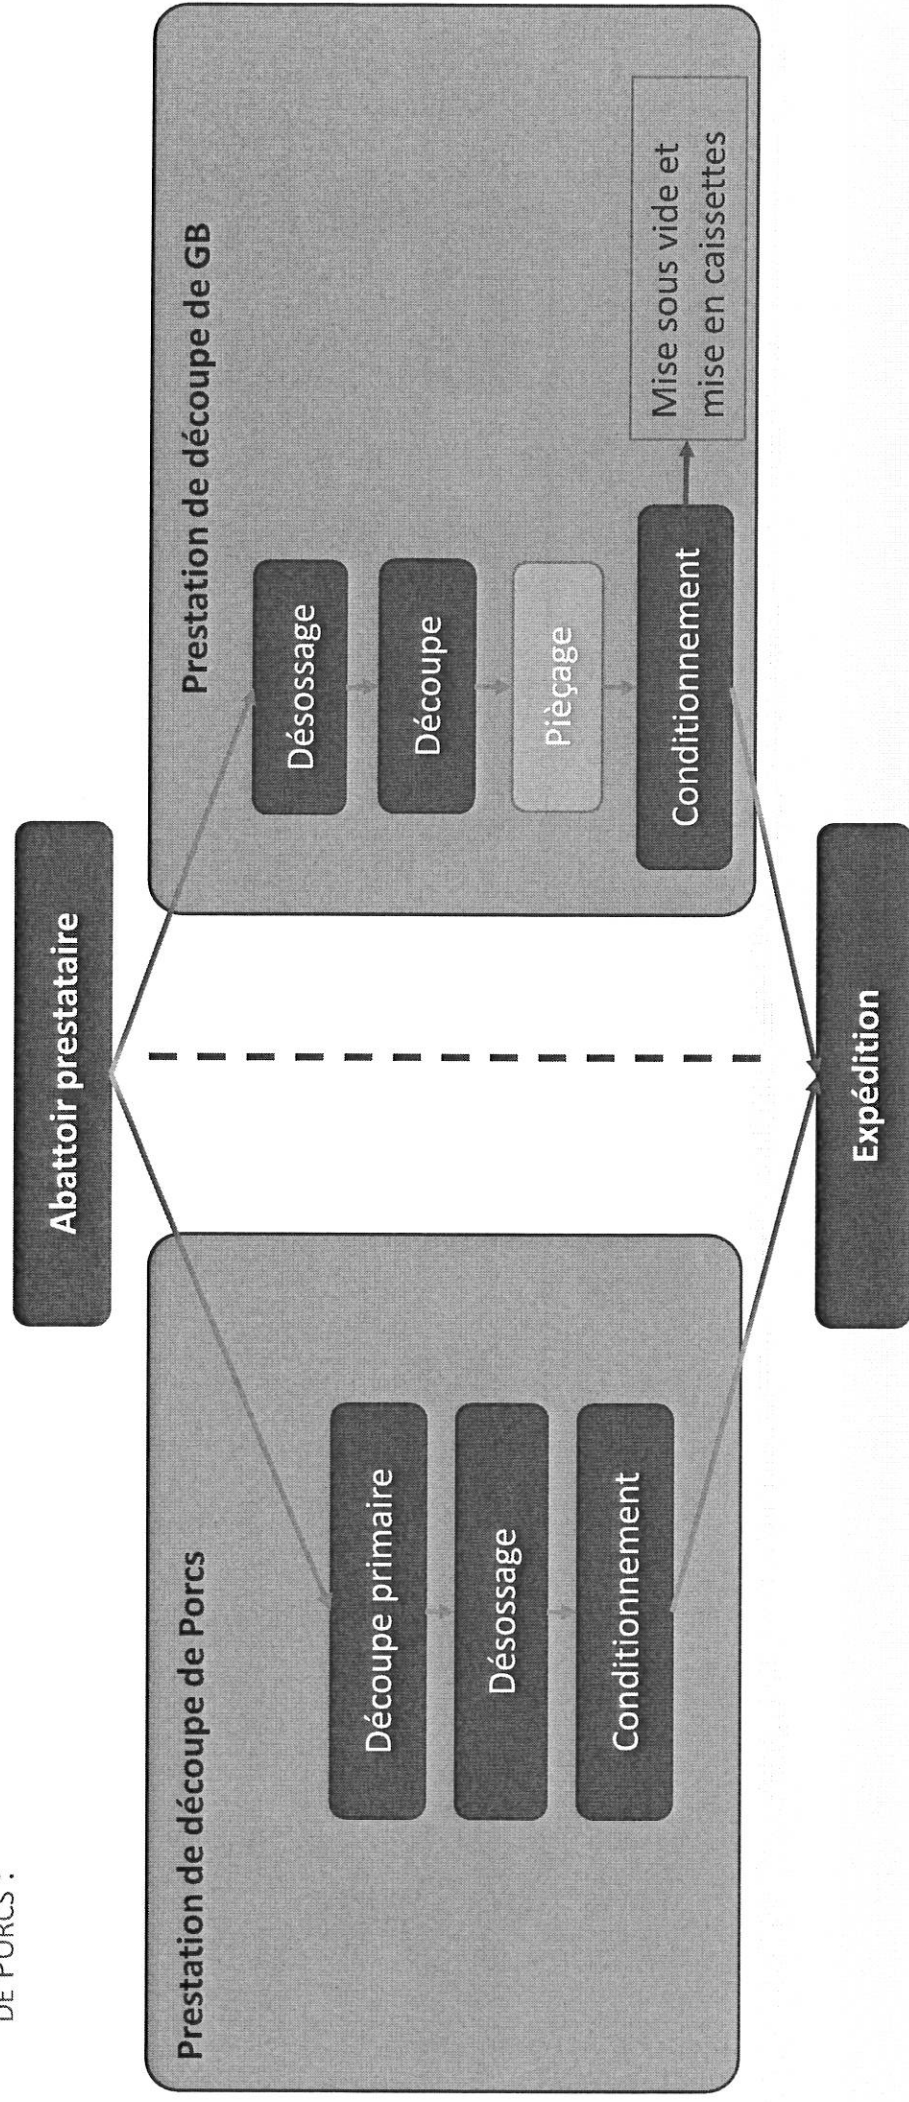 DE PORCS :
Abattoir prestataire
Prestation de découpe de Porcs
Découpe primaire
Désossage
Conditionnement
Prestation de découpe de GB
Désossage
Découpe
Pièçage
Conditionnement
Mise sous vide et
mise en caissettes
Expédition